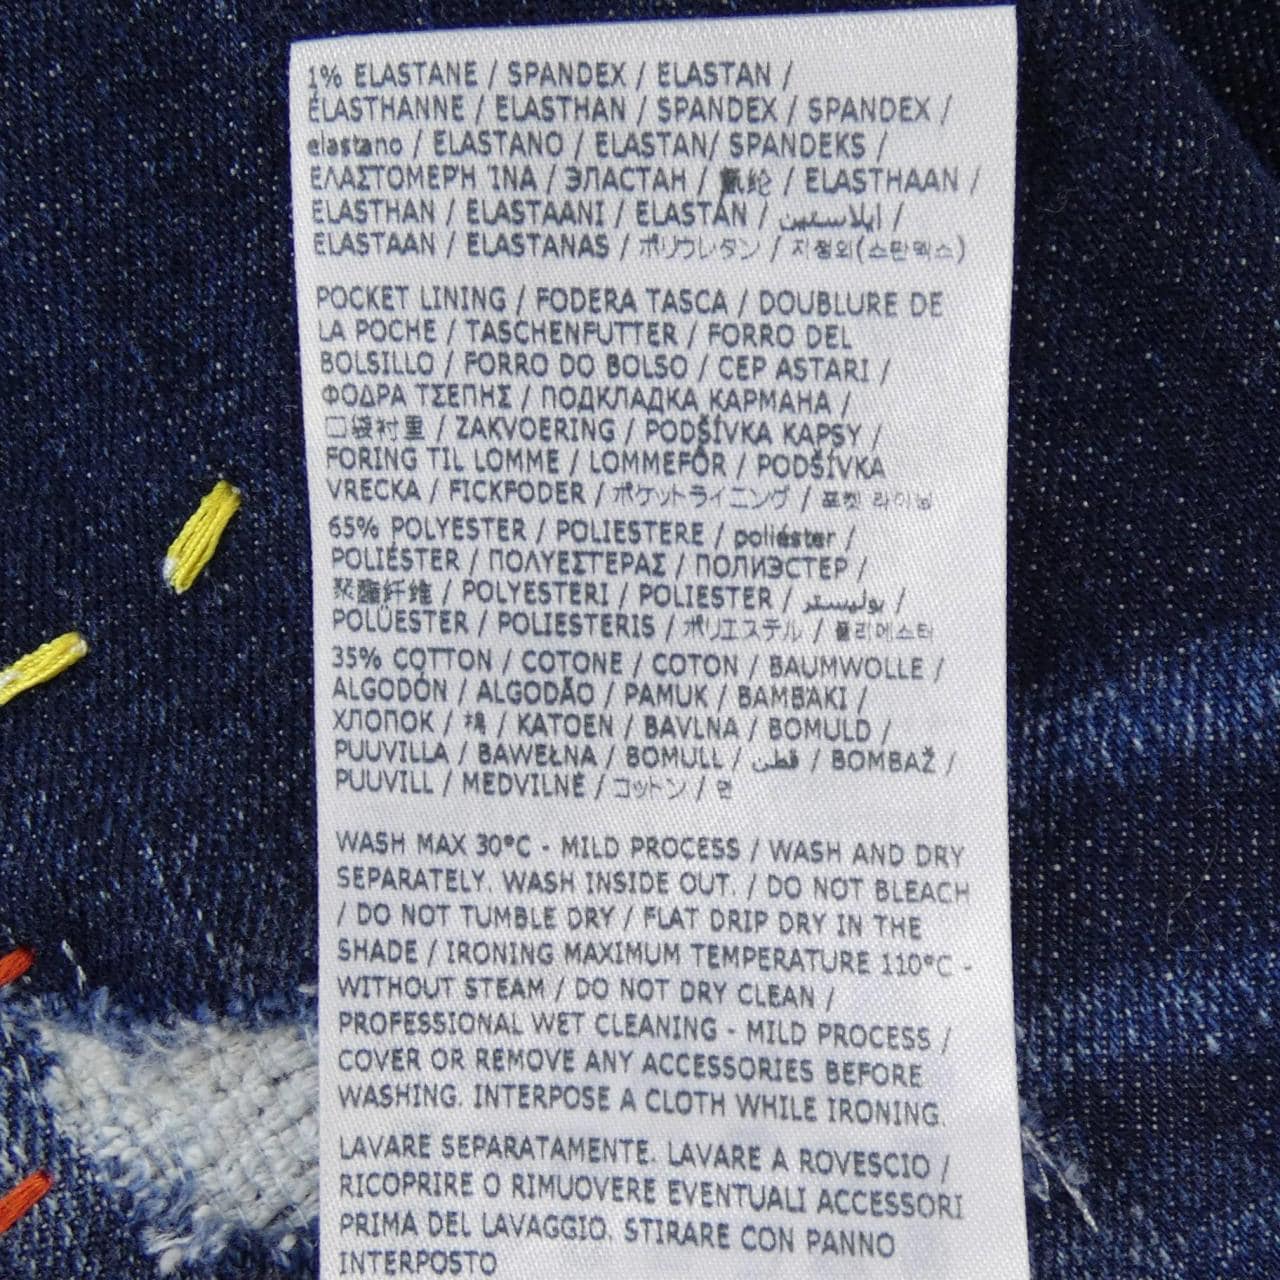 1% ELASTANE / SPANDEX / ELASTAN /
ÉLASTHANNE / ELASTHAN / SPANDEX / SPANDEX /
elastano / ELASTANO / ELASTAN/ SPANDEKS /
ΕΛΑΣΤΟΜΕΡΉ ΊΝΑ / ЭЛАСТАН / 氨纶 / ELASTHAAN /
ELASTHAN / ELASTAANI / ELASTÁN / ايلاستين /
ELASTAAN / ELASTANAS / ポリウレタン / 지정외(스판덱스)
POCKET LINING / FODERA TASCA / DOUBLURE DE
LA POCHE / TASCHENFUTTER / FORRO DEL
BOLSILLO / FORRO DO BOLSO / CEP ASTARI /
ΦΟΔΡΑ ΤΣΕΠΗΣ / ПОДКЛАДКА КАРМАНА /
口袋衬里 / ZAKVOERING / PODŠÍVKA KAPSY /
FORING TIL LOMME / LOMMEFÔR / PODŠÍVKA
VRECKA / FICKFODER / ポケットライニング / 포켓 라이닝
65% POLYESTER / POLIESTERE / poliéster /
POLIÉSTER / ΠΟΛΥΕΣΤΕΡΑΣ / ПОЛИЭСТЕР /
聚酯纤维 / POLYESTERI / POLIESTER / بوليستر /
POLÜESTER / POLIESTERIS / ポリエステル / 폴리에스터
35% COTTON / COTONE / COTON / BAUMWOLLE /
ALGODÓN / ALGODÃO / PAMUK / ΒΑΜΒΆΚΙ /
ХЛОПОК / 棉 / KATOEN / BAVLNA / BOMULD /
PUUVILLA / BAWEŁNA / BOMULL / قطن / BOMBAŽ /
PUUVILL / MEDVILNĖ / コットン / 면
WASH MAX 30°C - MILD PROCESS / WASH AND DRY
SEPARATELY. WASH INSIDE OUT. / DO NOT BLEACH
/ DO NOT TUMBLE DRY / FLAT DRIP DRY IN THE
SHADE / IRONING MAXIMUM TEMPERATURE 110°C -
WITHOUT STEAM / DO NOT DRY CLEAN /
PROFESSIONAL WET CLEANING - MILD PROCESS /
COVER OR REMOVE ANY ACCESSORIES BEFORE
WASHING. INTERPOSE A CLOTH WHILE IRONING.
LAVARE SEPARATAMENTE. LAVARE A ROVESCIO /
RICOPRIRE O RIMUOVERE EVENTUALI ACCESSORI
PRIMA DEL LAVAGGIO. STIRARE CON PANNO
INTERPOSTO